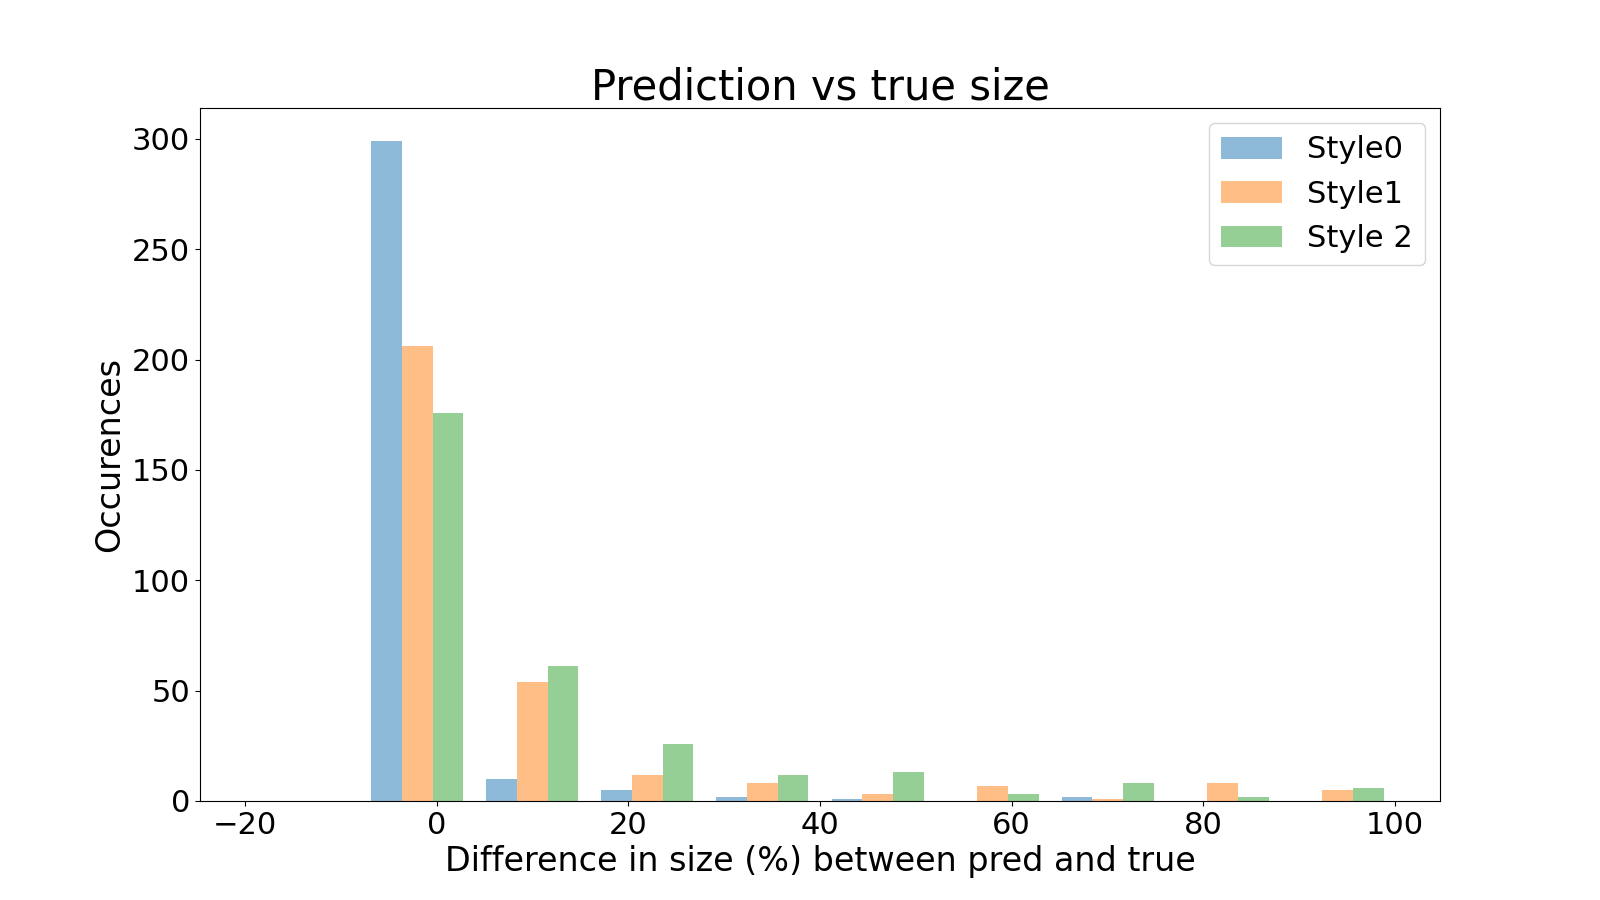 Prediction vs true size
Style0
Style1
Style 2
Occurences
300
250
200
150
100
50
0
−20 0 20 40 60 80 100
Difference in size (%) between pred and true